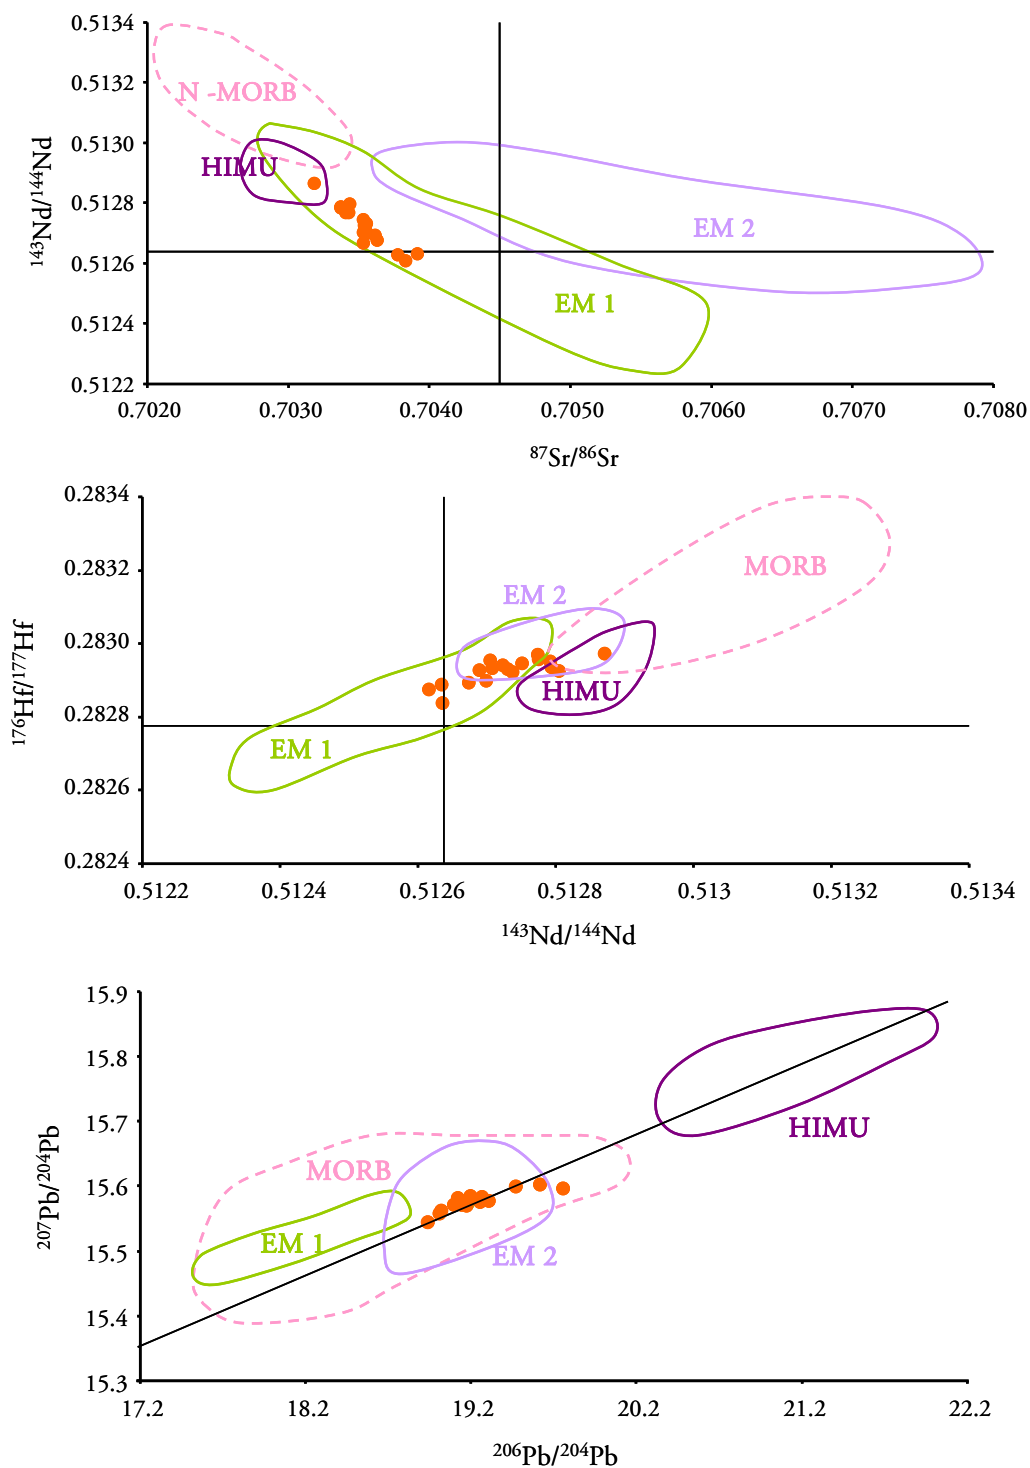 0.5134
0.5132
0.5130
0.5128
0.5126
0.5124
0.5122
143Nd/144Nd
N -MORB
HIMU
EM 2
EM 1
0.7020 0.7030 0.7040 0.7050 0.7060 0.7070 0.7080
87Sr/86Sr
0.2834
0.2832
0.2830
0.2828
0.2826
0.2824
176Hf/177Hf
MORB
EM 2
HIMU
EM 1
0.5122 0.5124 0.5126 0.5128 0.513 0.5132 0.5134
143Nd/144Nd
15.9
15.8
15.7
15.6
15.5
15.4
15.3
207Pb/204Pb
HIMU
MORB
EM 1
EM 2
17.2 18.2 19.2 20.2 21.2 22.2
206Pb/204Pb